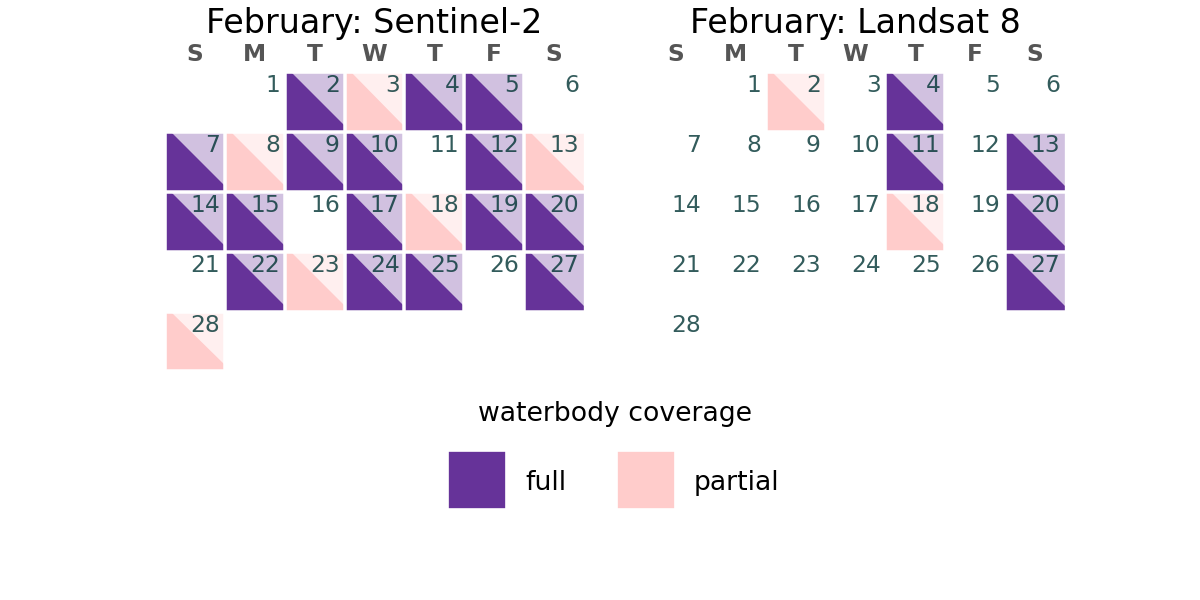 February: Sentinel-2
S M T W T F S
1 2 3 4 5 6
7 8 9 10 11 12 13
14 15 16 17 18 19 20
21 22 23 24 25 26 27
28
February: Landsat 8
S M T W T F S
1 2 3 4 5 6
7 8 9 10 11 12 13
14 15 16 17 18 19 20
21 22 23 24 25 26 27
28
waterbody coverage
full partial